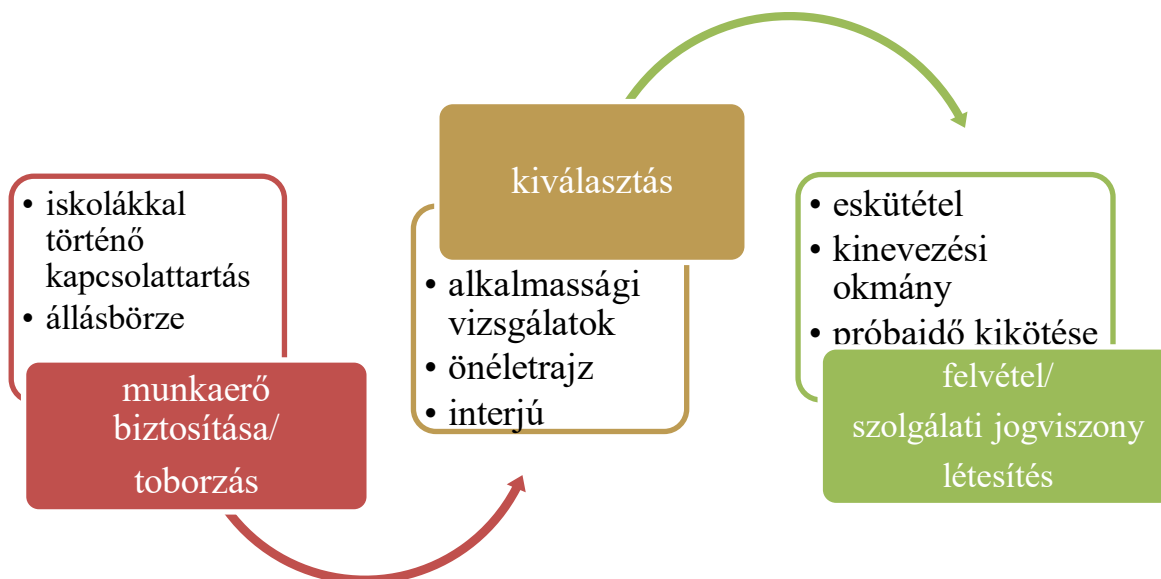 • iskolákkal
történő
kapcsolattartás
• állásbörze
munkaerő
biztosítása/
toborzás
kiválasztás
• alkalmassági
vizsgálatok
• önéletrajz
• interjú
• eskütétel
• kinevezési
okmány
• próbaidő kikötése
felvétel/
szolgálati jogviszony
létesítés